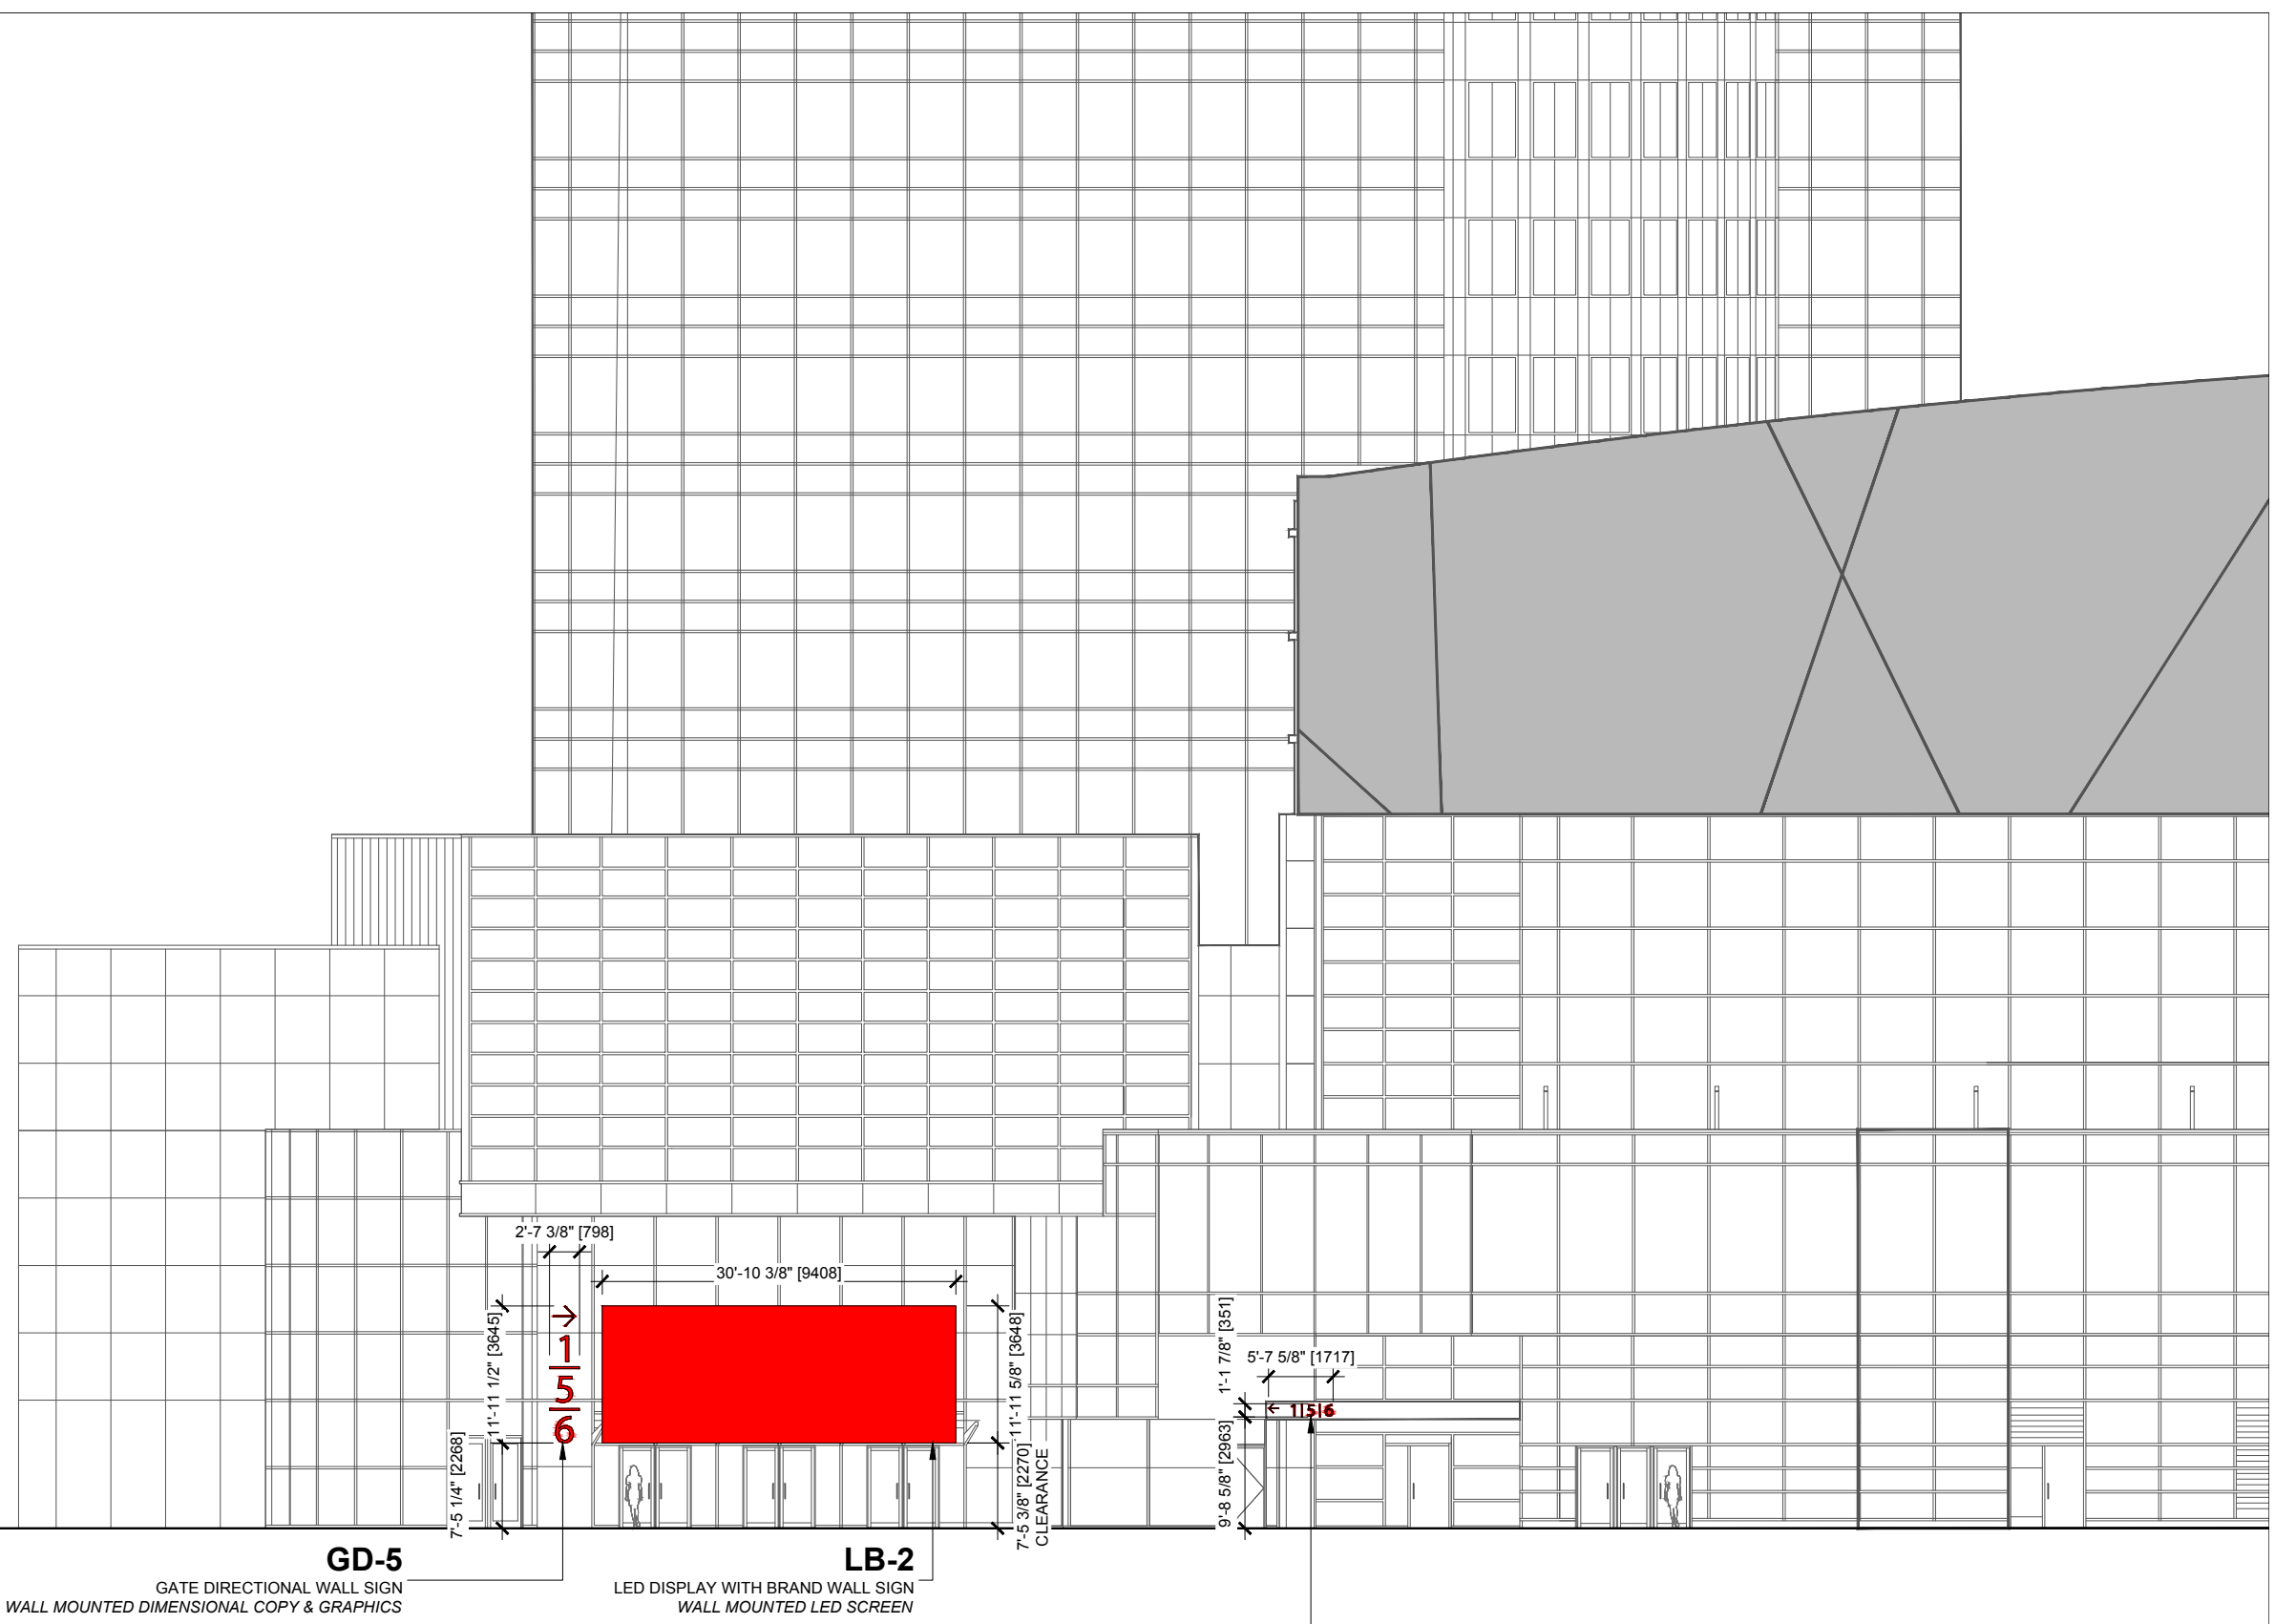 2'-7 3/8" [798]
30'-10 3/8" [9408]
11'-11 1/2" [3645]
→
1
5
6
11'-11 5/8" [3648]
1'-1 7/8" [351]
5'-7 5/8" [1717]
← 1|5|6
7'-5 1/4" [2268]
7'-5 3/8" [2270]
CLEARANCE
9'-8 5/8" [2963]
GD-5
GATE DIRECTIONAL WALL SIGN
WALL MOUNTED DIMENSIONAL COPY & GRAPHICS
LB-2
LED DISPLAY WITH BRAND WALL SIGN
WALL MOUNTED LED SCREEN